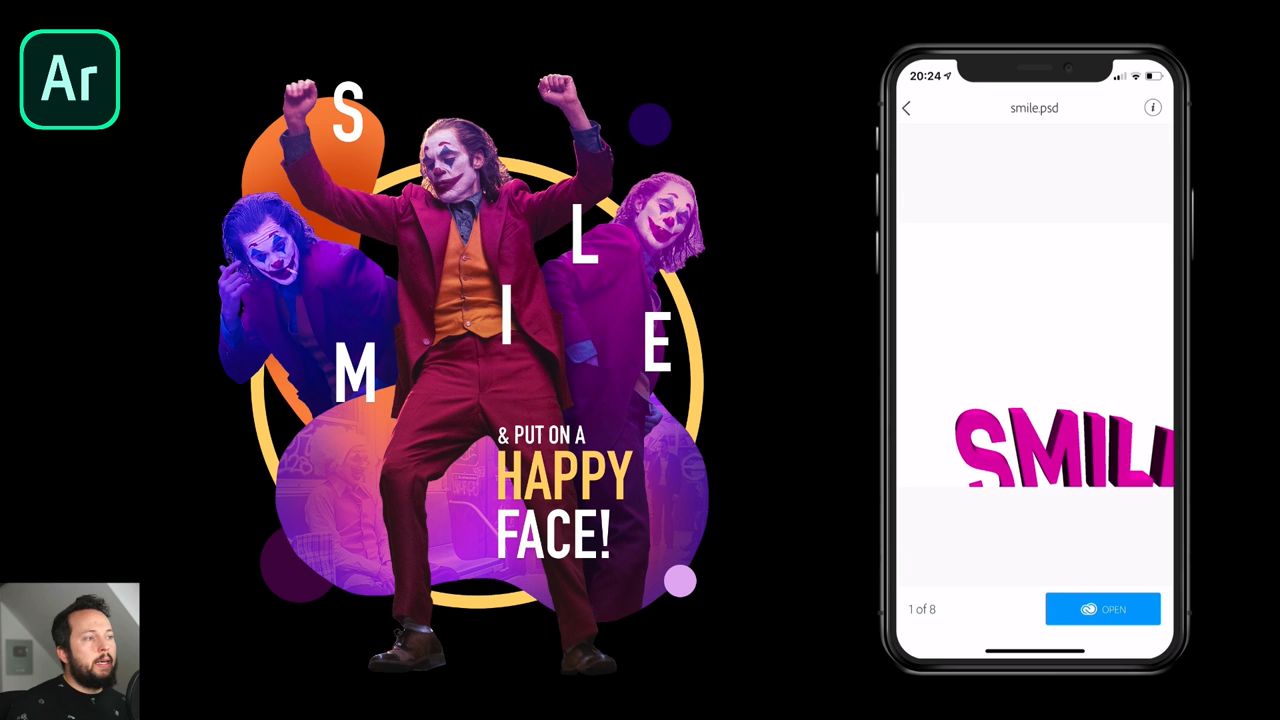 Ar
S
M
I
L
E
& PUT ON A
HAPPY
FACE!
20:24
smile.psd
i
SMIL
1 of 8
OPEN